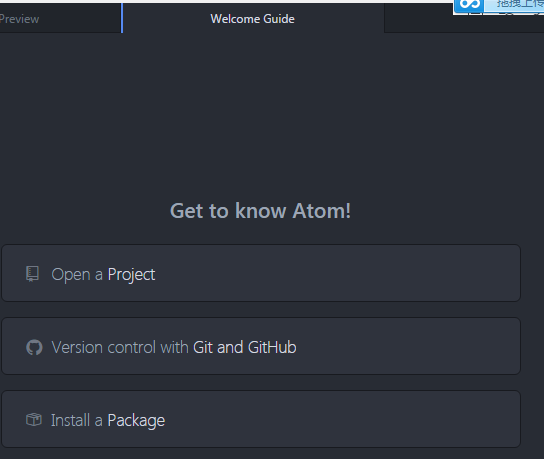 Preview
Welcome Guide
拖拽上传
Get to know Atom!
Open a Project
Version control with Git and GitHub
Install a Package